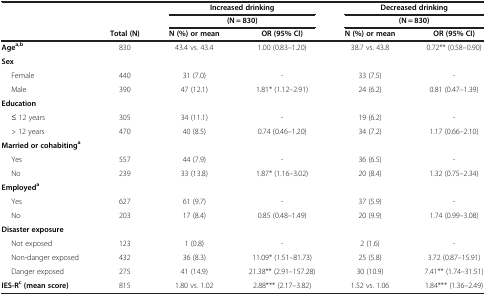 Increased drinking Decreased drinking
(N = 830) (N = 830)
Total (N) N (%) or mean OR (95% CI) N (%) or mean OR (95% CI)
Age^a,b 830 43.4 vs. 43.4 1.00 (0.83–1.20) 38.7 vs. 43.8 0.72** (0.58–0.90)
Sex
Female 440 31 (7.0) - 33 (7.5) -
Male 390 47 (12.1) 1.81* (1.12–2.91) 24 (6.2) 0.81 (0.47–1.39)
Education
≤ 12 years 305 34 (11.1) - 19 (6.2) -
> 12 years 470 40 (8.5) 0.74 (0.46–1.20) 34 (7.2) 1.17 (0.66–2.10)
Married or cohabiting^a
Yes 557 44 (7.9) - 36 (6.5) -
No 239 33 (13.8) 1.87* (1.16–3.02) 20 (8.4) 1.32 (0.75–2.34)
Employed^a
Yes 627 61 (9.7) - 37 (5.9) -
No 203 17 (8.4) 0.85 (0.48–1.49) 20 (9.9) 1.74 (0.99–3.08)
Disaster exposure
Not exposed 123 1 (0.8) - 2 (1.6) -
Non-danger exposed 432 36 (8.3) 11.09* (1.51–81.73) 25 (5.8) 3.72 (0.87–15.91)
Danger exposed 275 41 (14.9) 21.38** (2.91–157.28) 30 (10.9) 7.41** (1.74–31.51)
IES-R^c (mean score) 815 1.80 vs. 1.02 2.88*** (2.17–3.82) 1.52 vs. 1.06 1.84*** (1.36–2.49)